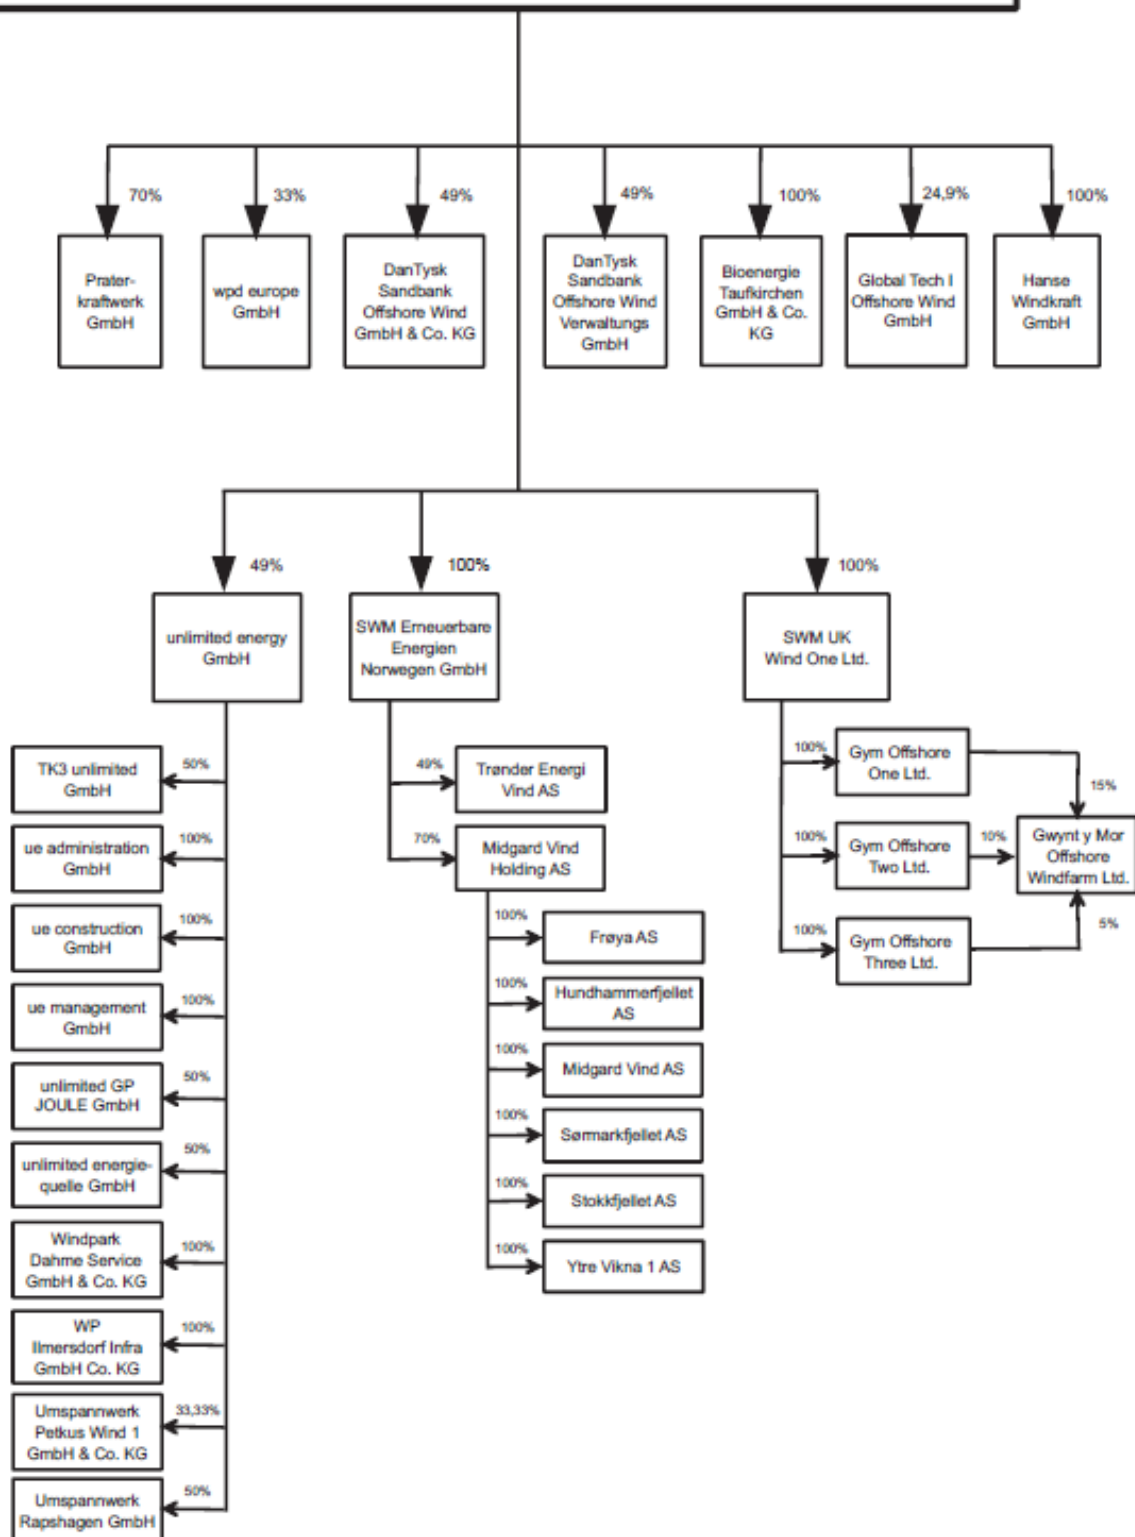 70%
33%
49%
49%
100%
24,9%
100%
Prater-
kraftwerk
GmbH
wpd europe
GmbH
DanTysk
Sandbank
Offshore Wind
GmbH & Co. KG
DanTysk
Sandbank
Offshore Wind
Verwaltungs
GmbH
Bioenergie
Taufkirchen
GmbH & Co.
KG
Global Tech I
Offshore Wind
GmbH
Hanse
Windkraft
GmbH
49%
100%
100%
unlimited energy
GmbH
SWM Erneuerbare
Energien
Norwegen GmbH
SWM UK
Wind One Ltd.
50%
TK3 unlimited
GmbH
100%
ue administration
GmbH
100%
ue construction
GmbH
100%
ue management
GmbH
50%
unlimited GP
JOULE GmbH
50%
unlimited energie-
quelle GmbH
100%
Windpark
Dahme Service
GmbH & Co. KG
100%
WP
Ilmersdorf Infra
GmbH Co. KG
33,33%
Umspannwerk
Petkus Wind 1
GmbH & Co. KG
50%
Umspannwerk
Rapshagen GmbH
49%
Trønder Energi
Vind AS
70%
Midgard Vind
Holding AS
100%
Frøya AS
100%
Hundhammerfjellet
AS
100%
Midgard Vind AS
100%
Sørmarkfjellet AS
100%
Stokkfjellet AS
100%
Ytre Vikna 1 AS
100%
Gym Offshore
One Ltd.
15%
100%
Gym Offshore
Two Ltd.
10%
Gwynt y Mor
Offshore
Windfarm Ltd.
100%
Gym Offshore
Three Ltd.
5%